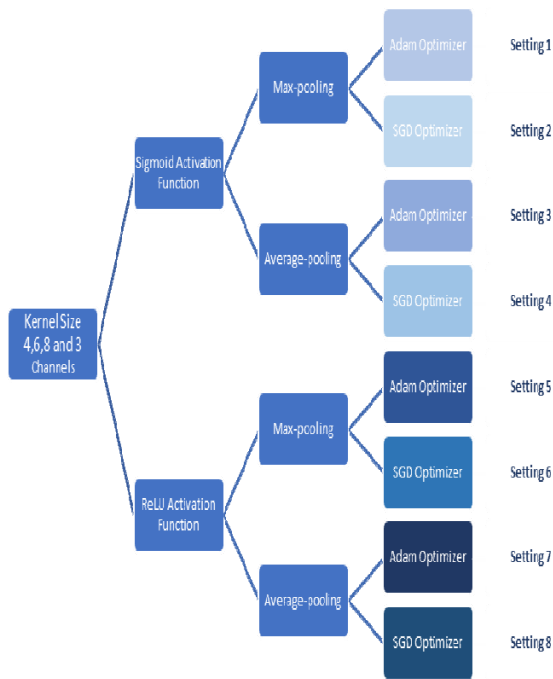 Adam Optimizer
Setting 1
Max-pooling
SGD Optimizer
Setting 2
Sigmoid Activation
Function
Adam Optimizer
Setting 3
Average-pooling
SGD Optimizer
Setting 4
Kernel Size
4,6,8 and 3
Channels
Adam Optimizer
Setting 5
Max-pooling
SGD Optimizer
Setting 6
ReLU Activation
Function
Adam Optimizer
Setting 7
Average-pooling
SGD Optimizer
Setting 8